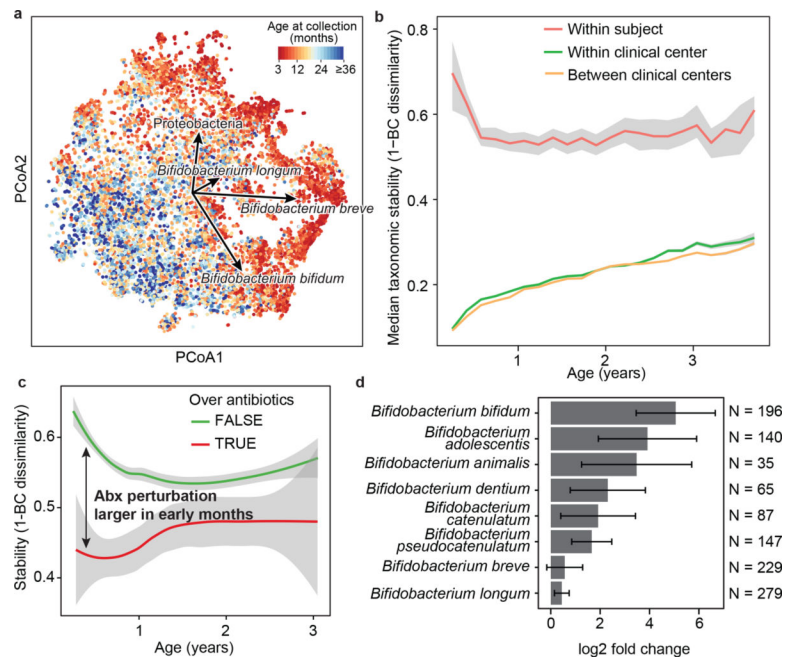 a
Age at collection
(months)
3 12 24 ≥36
Proteobacteria
Bifidobacterium longum
Bifidobacterium breve
Bifidobacterium bifidum
PCoA2
PCoA1
b
Within subject
Within clinical center
Between clinical centers
Median taxonomic stability (1−BC dissimilarity)
0.8
0.6
0.4
0.2
1 2 3
Age (years)
c
Over antibiotics
FALSE
TRUE
Abx perturbation
larger in early months
Stability (1-BC dissimilarity)
0.6
0.5
0.4
1 2 3
Age (years)
d
Bifidobacterium bifidum N = 196
Bifidobacterium
adolescentis N = 140
Bifidobacterium animalis N = 35
Bifidobacterium dentium N = 65
Bifidobacterium
catenulatum N = 87
Bifidobacterium
pseudocatenulatum N = 147
Bifidobacterium breve N = 229
Bifidobacterium longum N = 279
0 2 4 6
log2 fold change